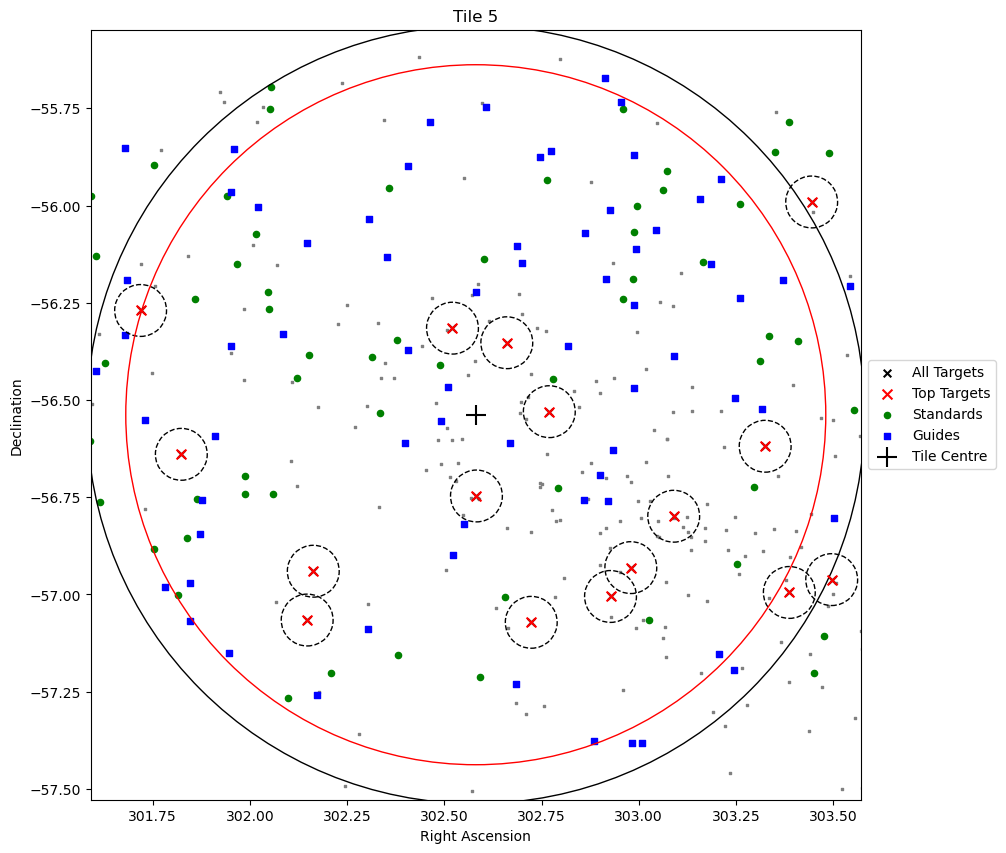 Tile 5
−55.75
−56.00
−56.25
−56.50
−56.75
−57.00
−57.25
−57.50
Declination
301.75 302.00 302.25 302.50 302.75 303.00 303.25 303.50
Right Ascension
All Targets
Top Targets
Standards
Guides
Tile Centre